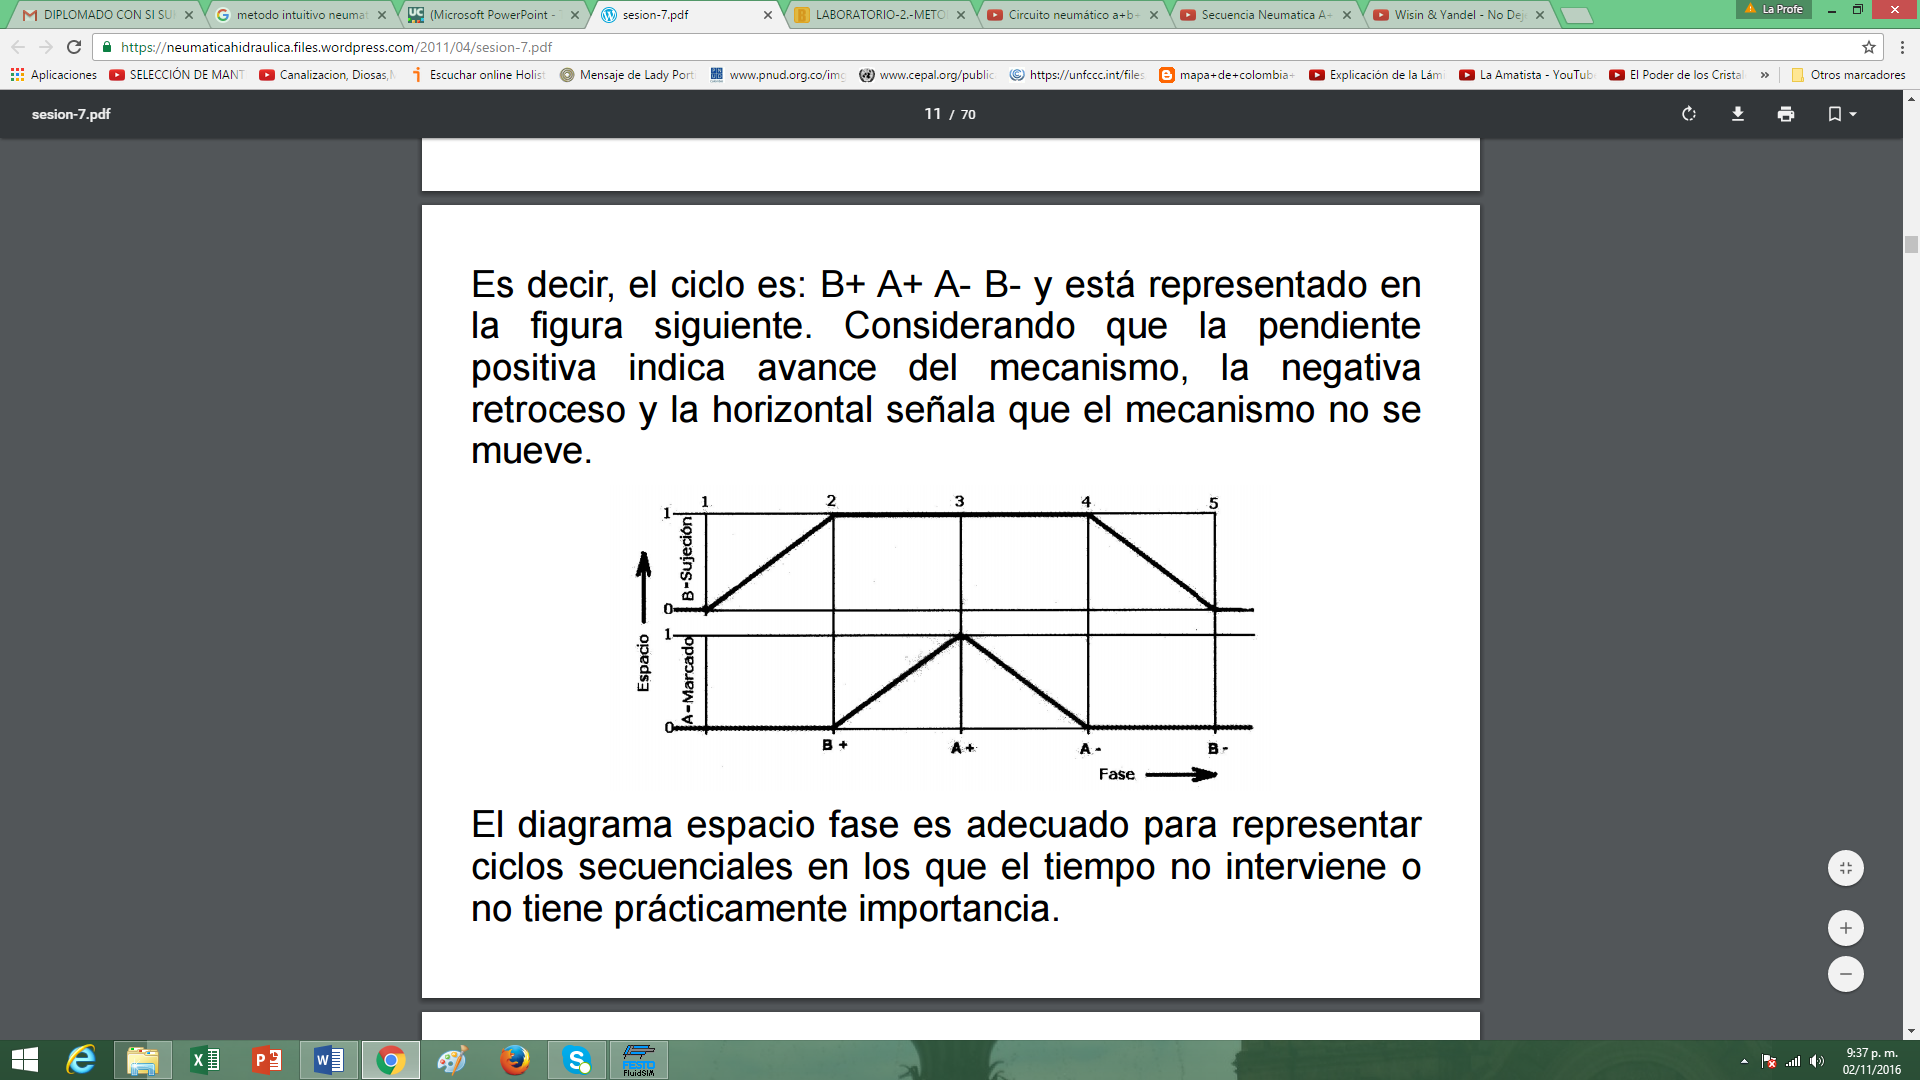 DIPLOMADO CON SI SU
metodo intuitivo neumat
(Microsoft PowerPoint -
sesion-7.pdf
LABORATORIO-2.-METO
Circuito neumático a+b+
Secuencia Neumatica A+
Wisin & Yandel - No Dej
La Profe
https://neumaticahidraulica.files.wordpress.com/2011/04/sesion-7.pdf
Aplicaciones
SELECCIÓN DE MANT
Canalizacion, Diosas,
Escuchar online Holist
Mensaje de Lady Port
www.pnud.org.co/img
www.cepal.org/public
https://unfccc.int/files
mapa+de+colombia
Explicación de la Lám
La Amatista - YouTub
El Poder de los Cristal
»
Otros marcadores
sesion-7.pdf
11 / 70
Es decir, el ciclo es: B+ A+ A- B- y está representado en
la figura siguiente. Considerando que la pendiente
positiva indica avance del mecanismo, la negativa
retroceso y la horizontal señala que el mecanismo no se
mueve.
1 2 3 4 5
1
B-Sujeción
0
Espacio
1
A-Marcado
0
B + A + A - B -
Fase
El diagrama espacio fase es adecuado para representar
ciclos secuenciales en los que el tiempo no interviene o
no tiene prácticamente importancia.
FESTO
FluidSIM
9:37 p. m.
02/11/2016